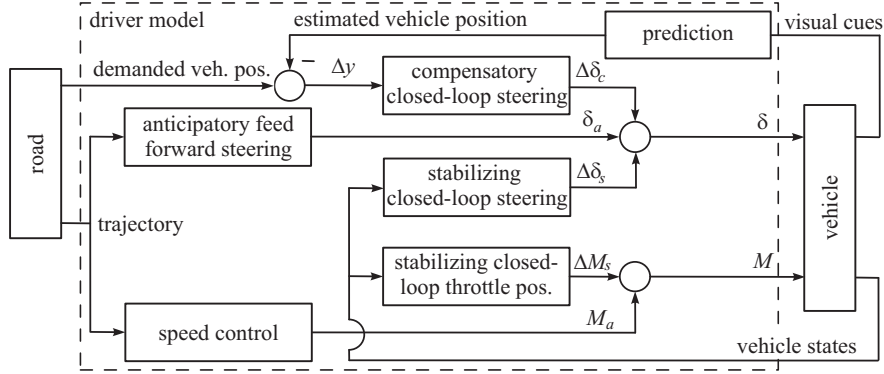 driver model
estimated vehicle position
prediction
visual cues
demanded veh. pos.
−
Δy
compensatory
closed-loop steering
Δδc
road
anticipatory feed
forward steering
δa
δ
stabilizing
closed-loop steering
Δδs
vehicle
trajectory
stabilizing closed-
loop throttle pos.
ΔMs
M
speed control
Ma
vehicle states